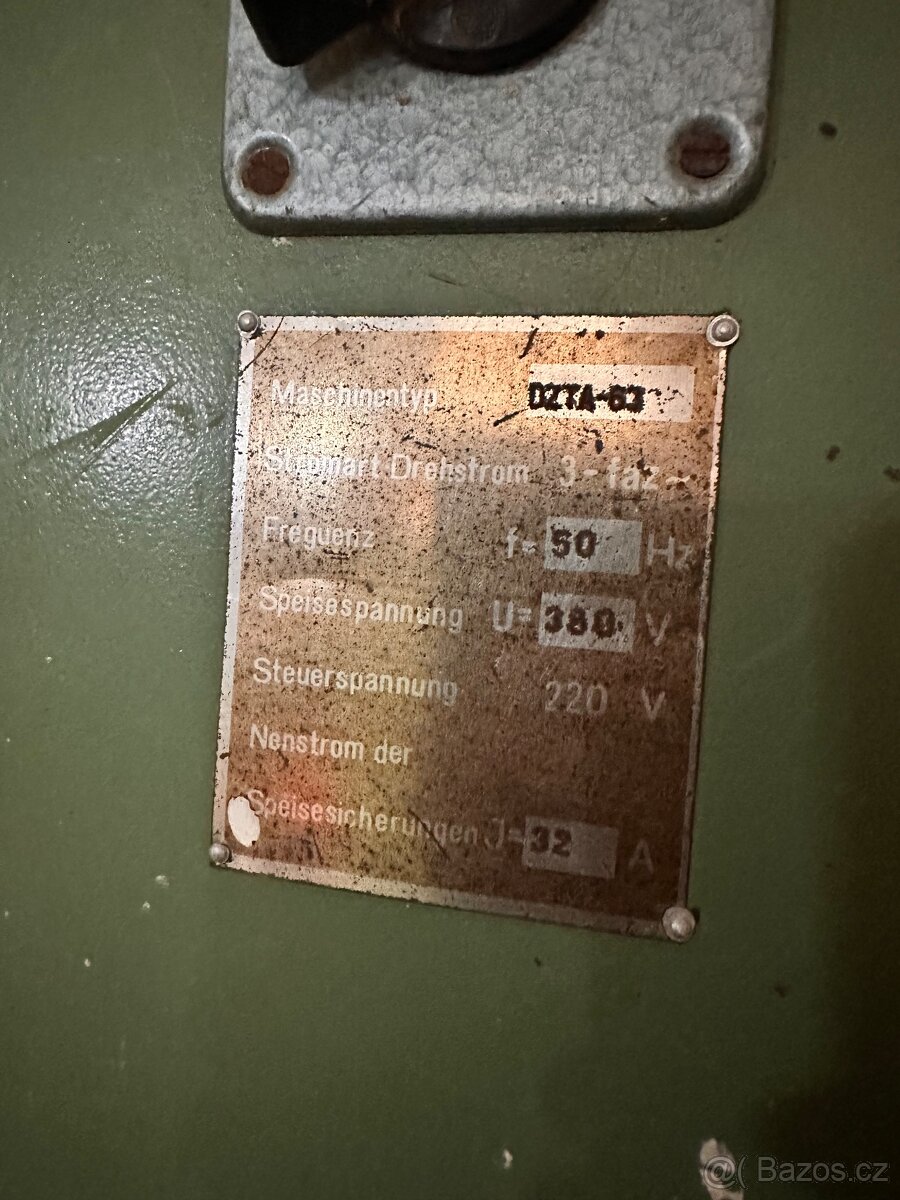 Maschinentyp DZTA-63
Stromart Drehstrom 3-faz~
Freguenz f= 50 Hz
Speisespannung U= 380 V
Steuerspannung 220 V
Nenstrom der
Speisesicherungen J= 32 A
@( Bazos.cz